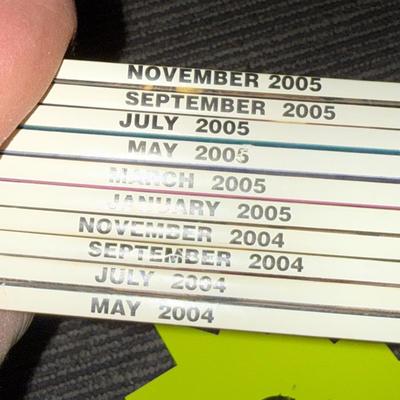 NOVEMBER 2005
SEPTEMBER 2005
JULY 2005
MAY 2005
MARCH 2005
JANUARY 2005
NOVEMBER 2004
SEPTEMBER 2004
JULY 2004
MAY 2004